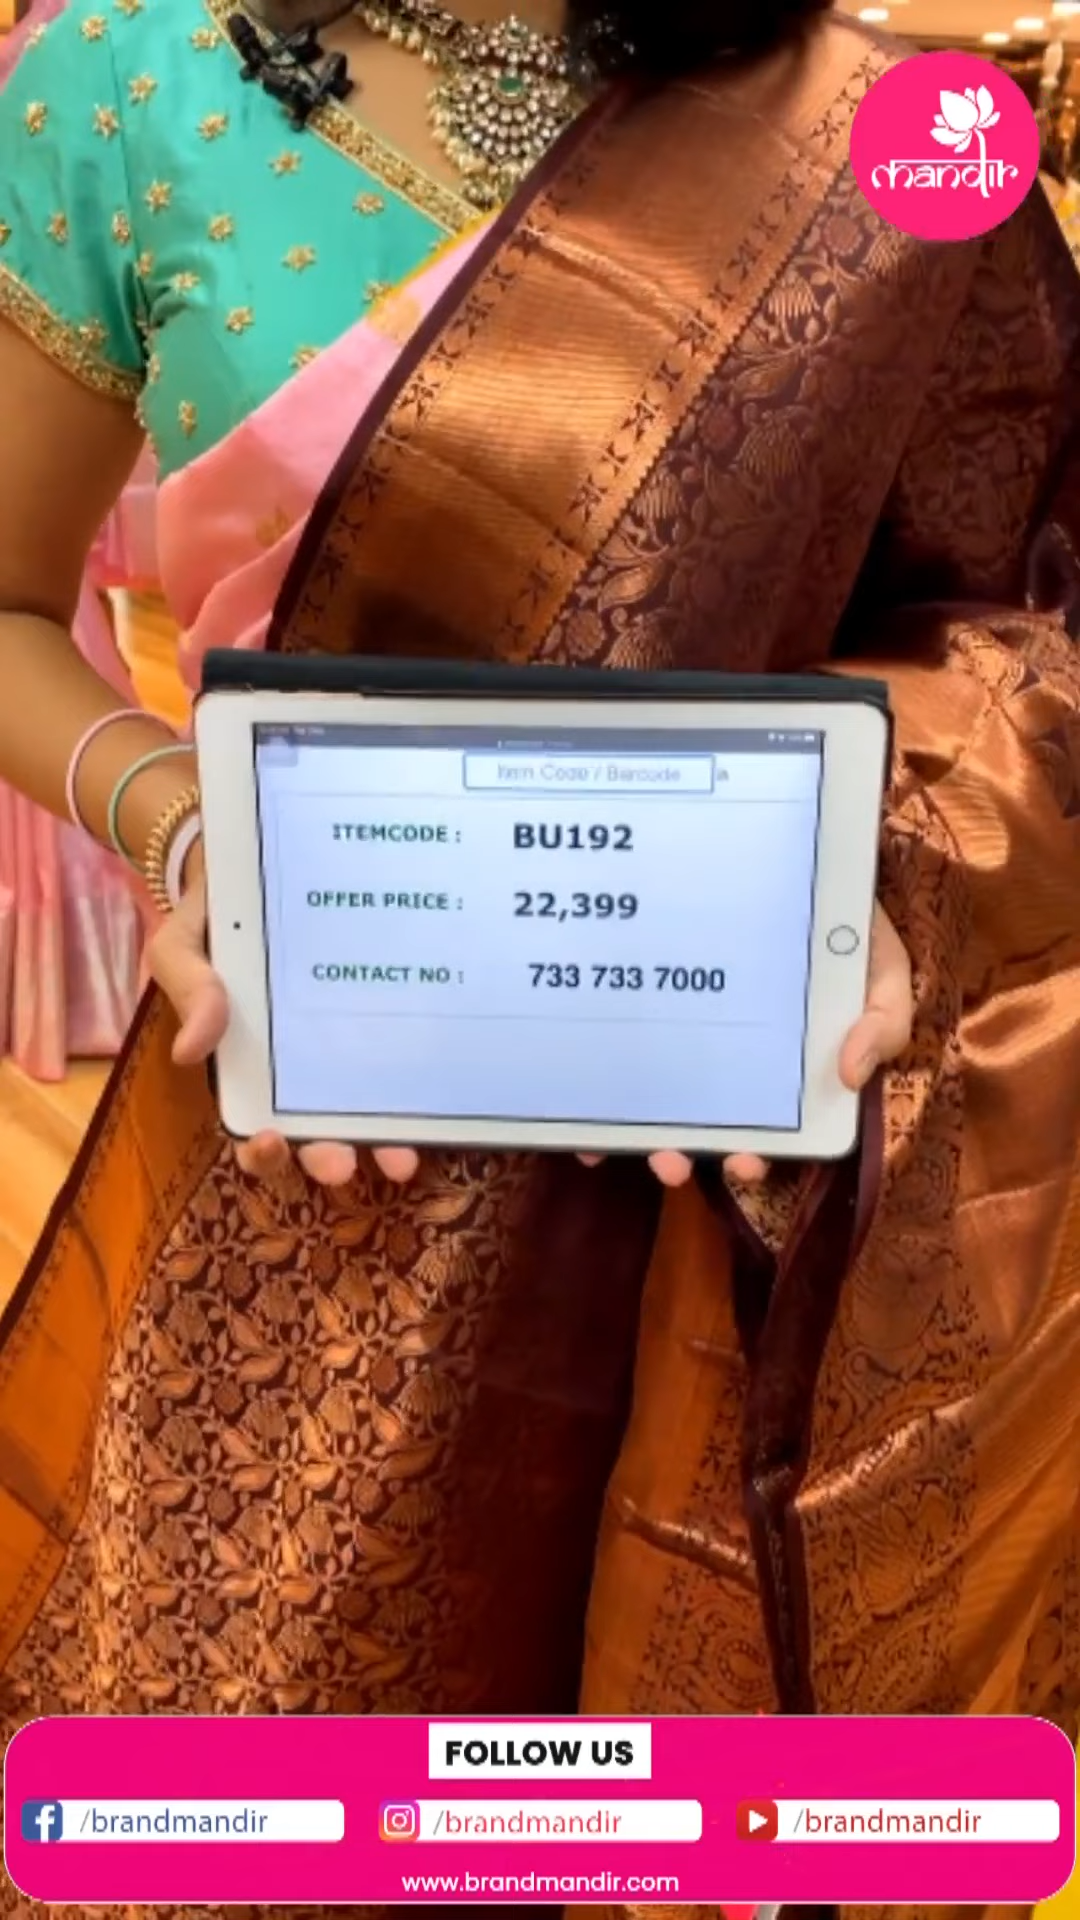 mandir
Item Code / Barcode
ITEMCODE : BU192
OFFER PRICE : 22,399
CONTACT NO : 733 733 7000
FOLLOW US
/brandmandir /brandmandir /brandmandir
www.brandmandir.com